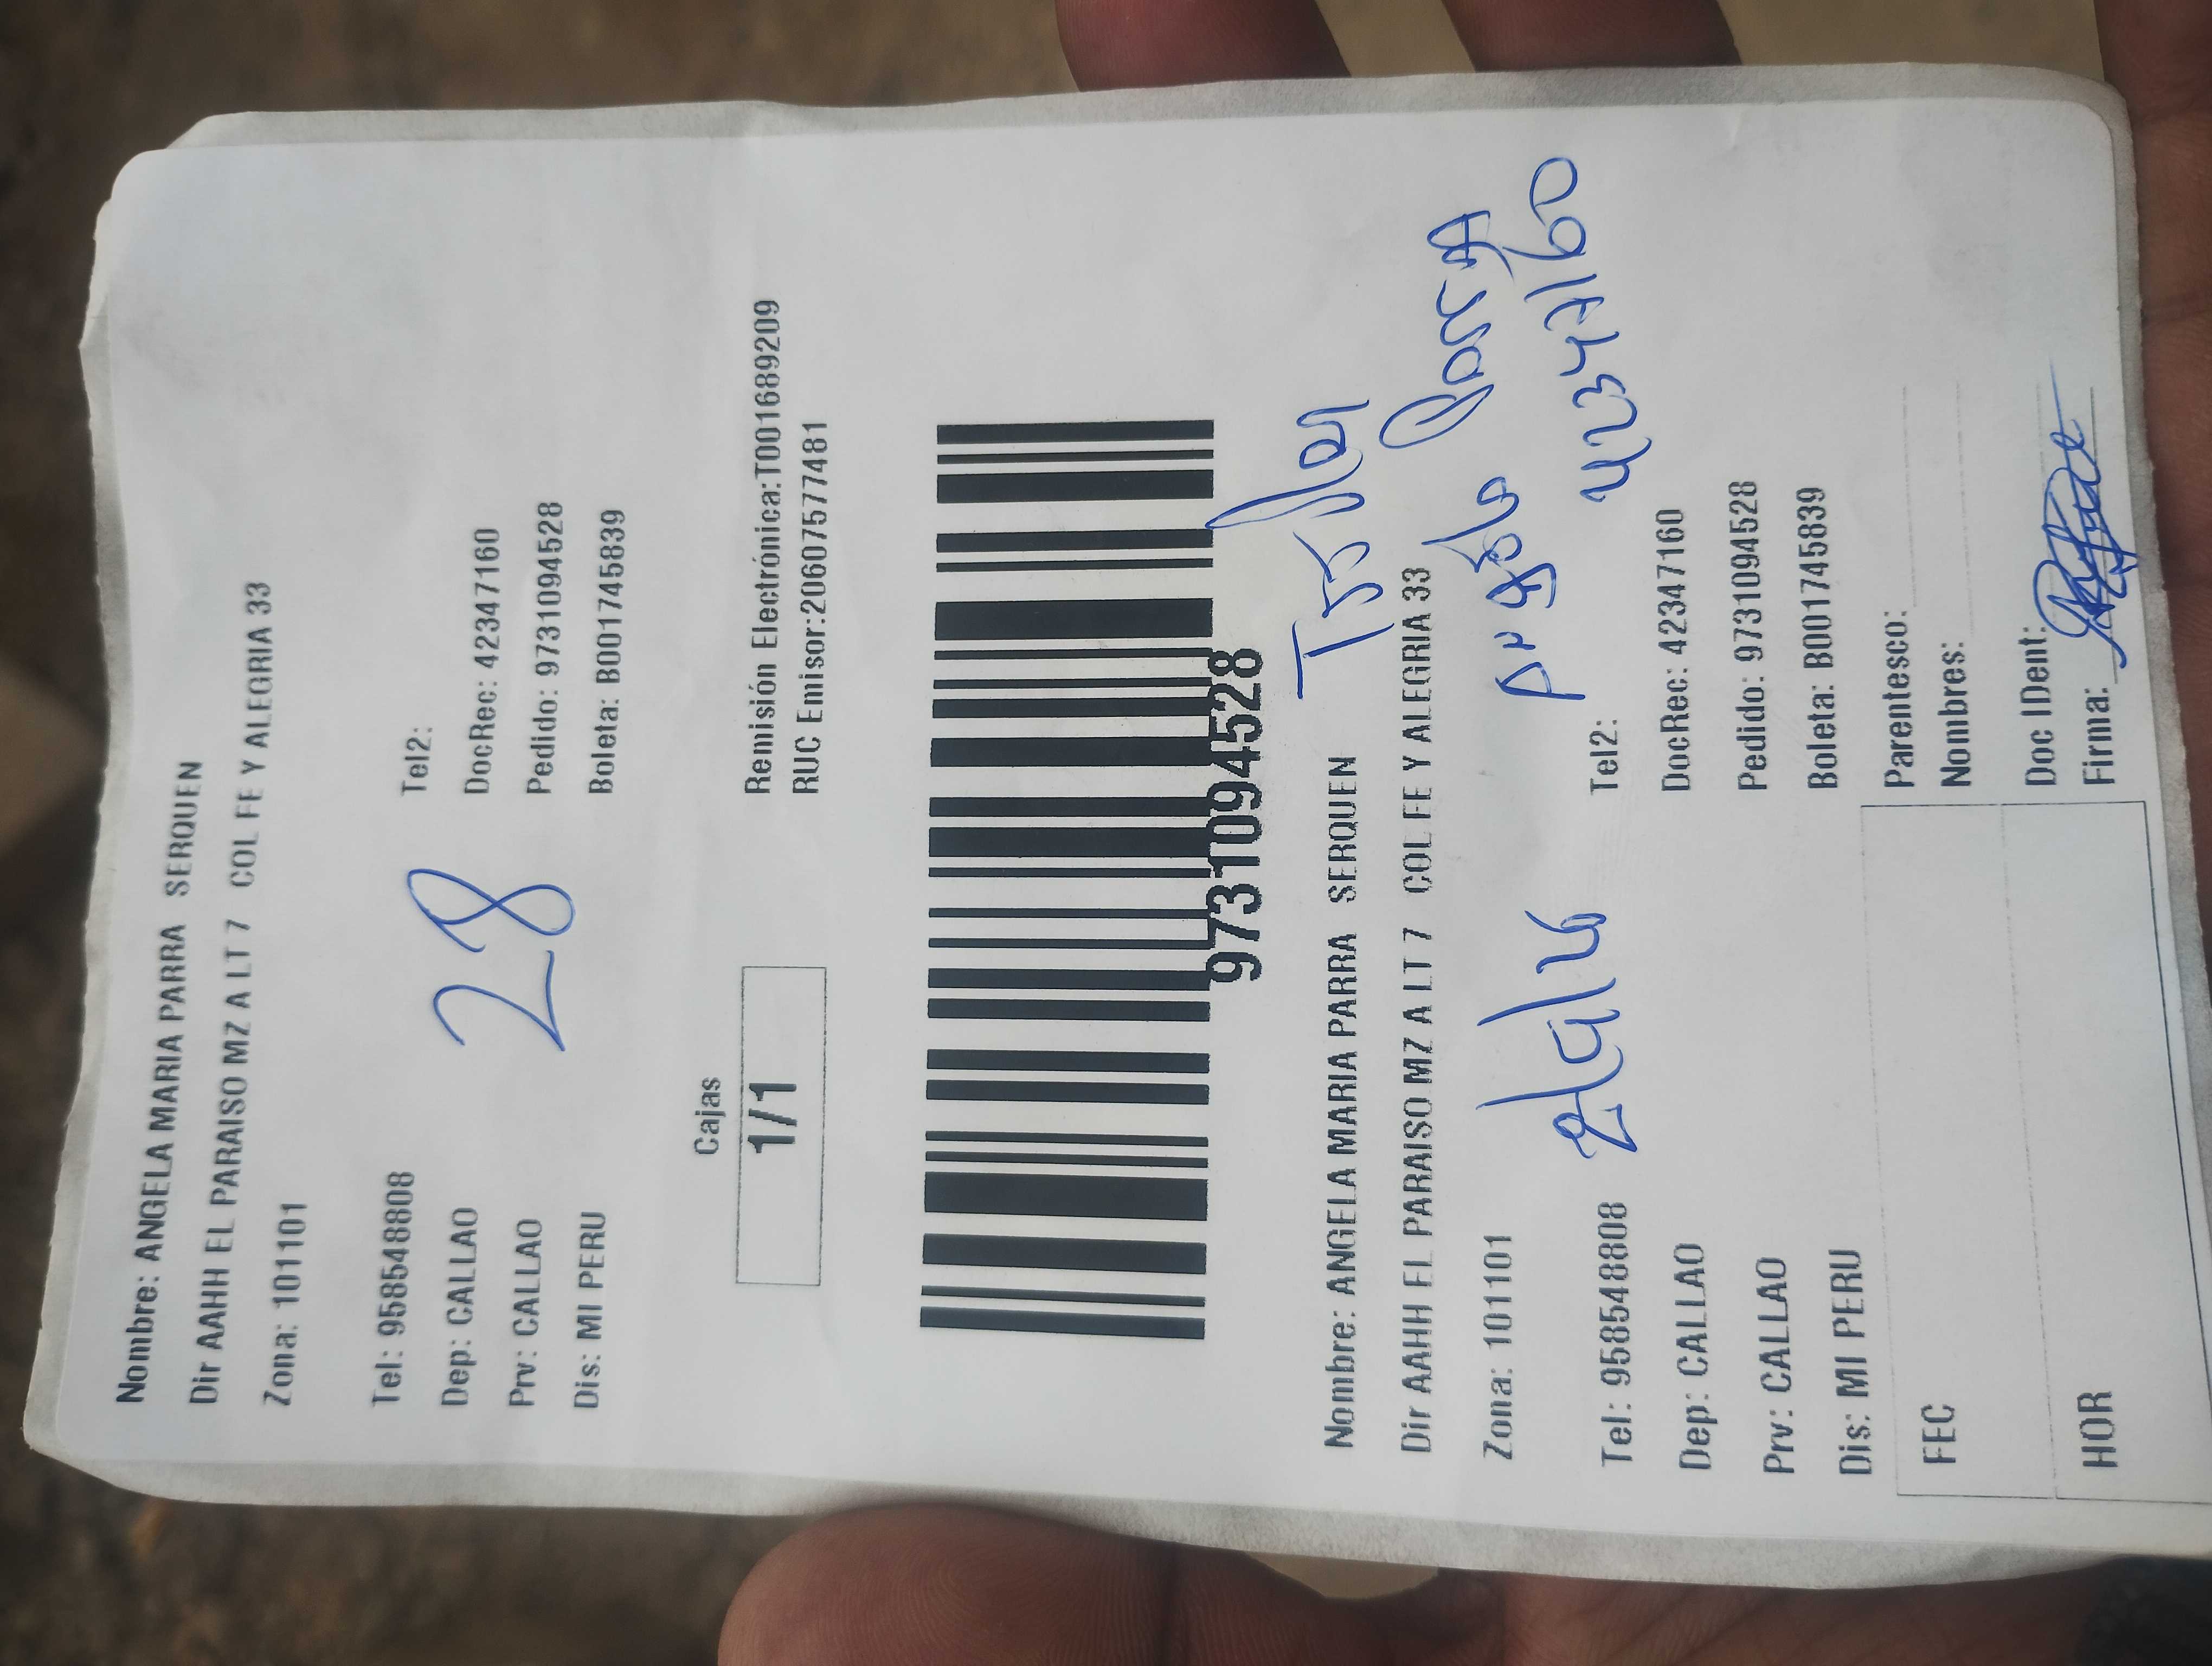 Nombre: ANGELA MARIA PARRA SERQUEN
Dir AAHH EL PARAISO MZ A LT 7 COL FE Y ALEGRIA 33
Zona: 101101
Tel: 958548808 Tel2:
Dep: CALLAO DocRec: 42347160
Prv: CALLAO Pedido: 9731094528
Dis: MI PERU Boleta: B001745839
28
Cajas
1/1
Remisión Electrónica:T001689209
RUC Emisor:20607577481
9731094528
Nombre: ANGELA MARIA PARRA SERQUEN
Dir AAHH EL PARAISO MZ A LT 7 COL FE Y ALEGRIA 33
Zona: 101101
42347160
Tel: 958548808 Tel2:
Dep: CALLAO DocRec: 42347160
Prv: CALLAO Pedido: 9731094528
Dis: MI PERU Boleta: B001745839
FEC Parentesco:
Nombres:
HOR Doc IDent:
Firma: